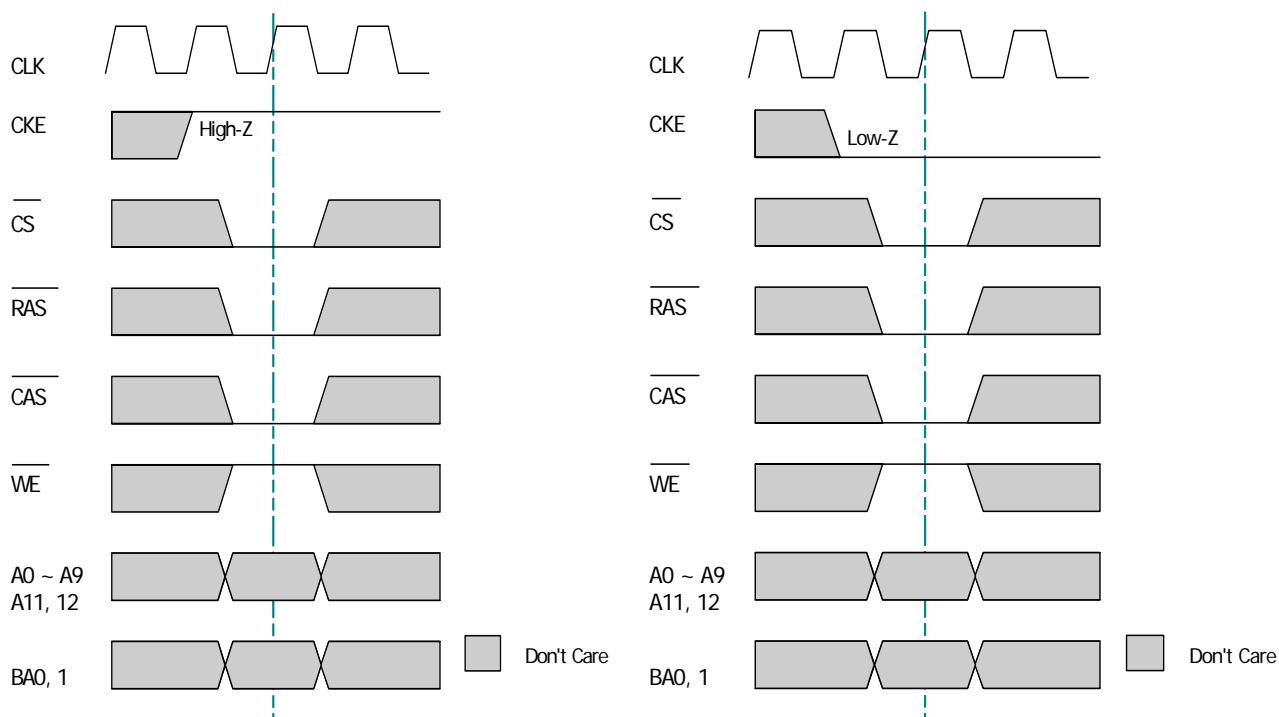 CLK
CKE
High-Z
CS
RAS
CAS
WE
A0 ~ A9
A11, 12
BA0, 1
Don't Care
CLK
CKE
Low-Z
CS
RAS
CAS
WE
A0 ~ A9
A11, 12
BA0, 1
Don't Care